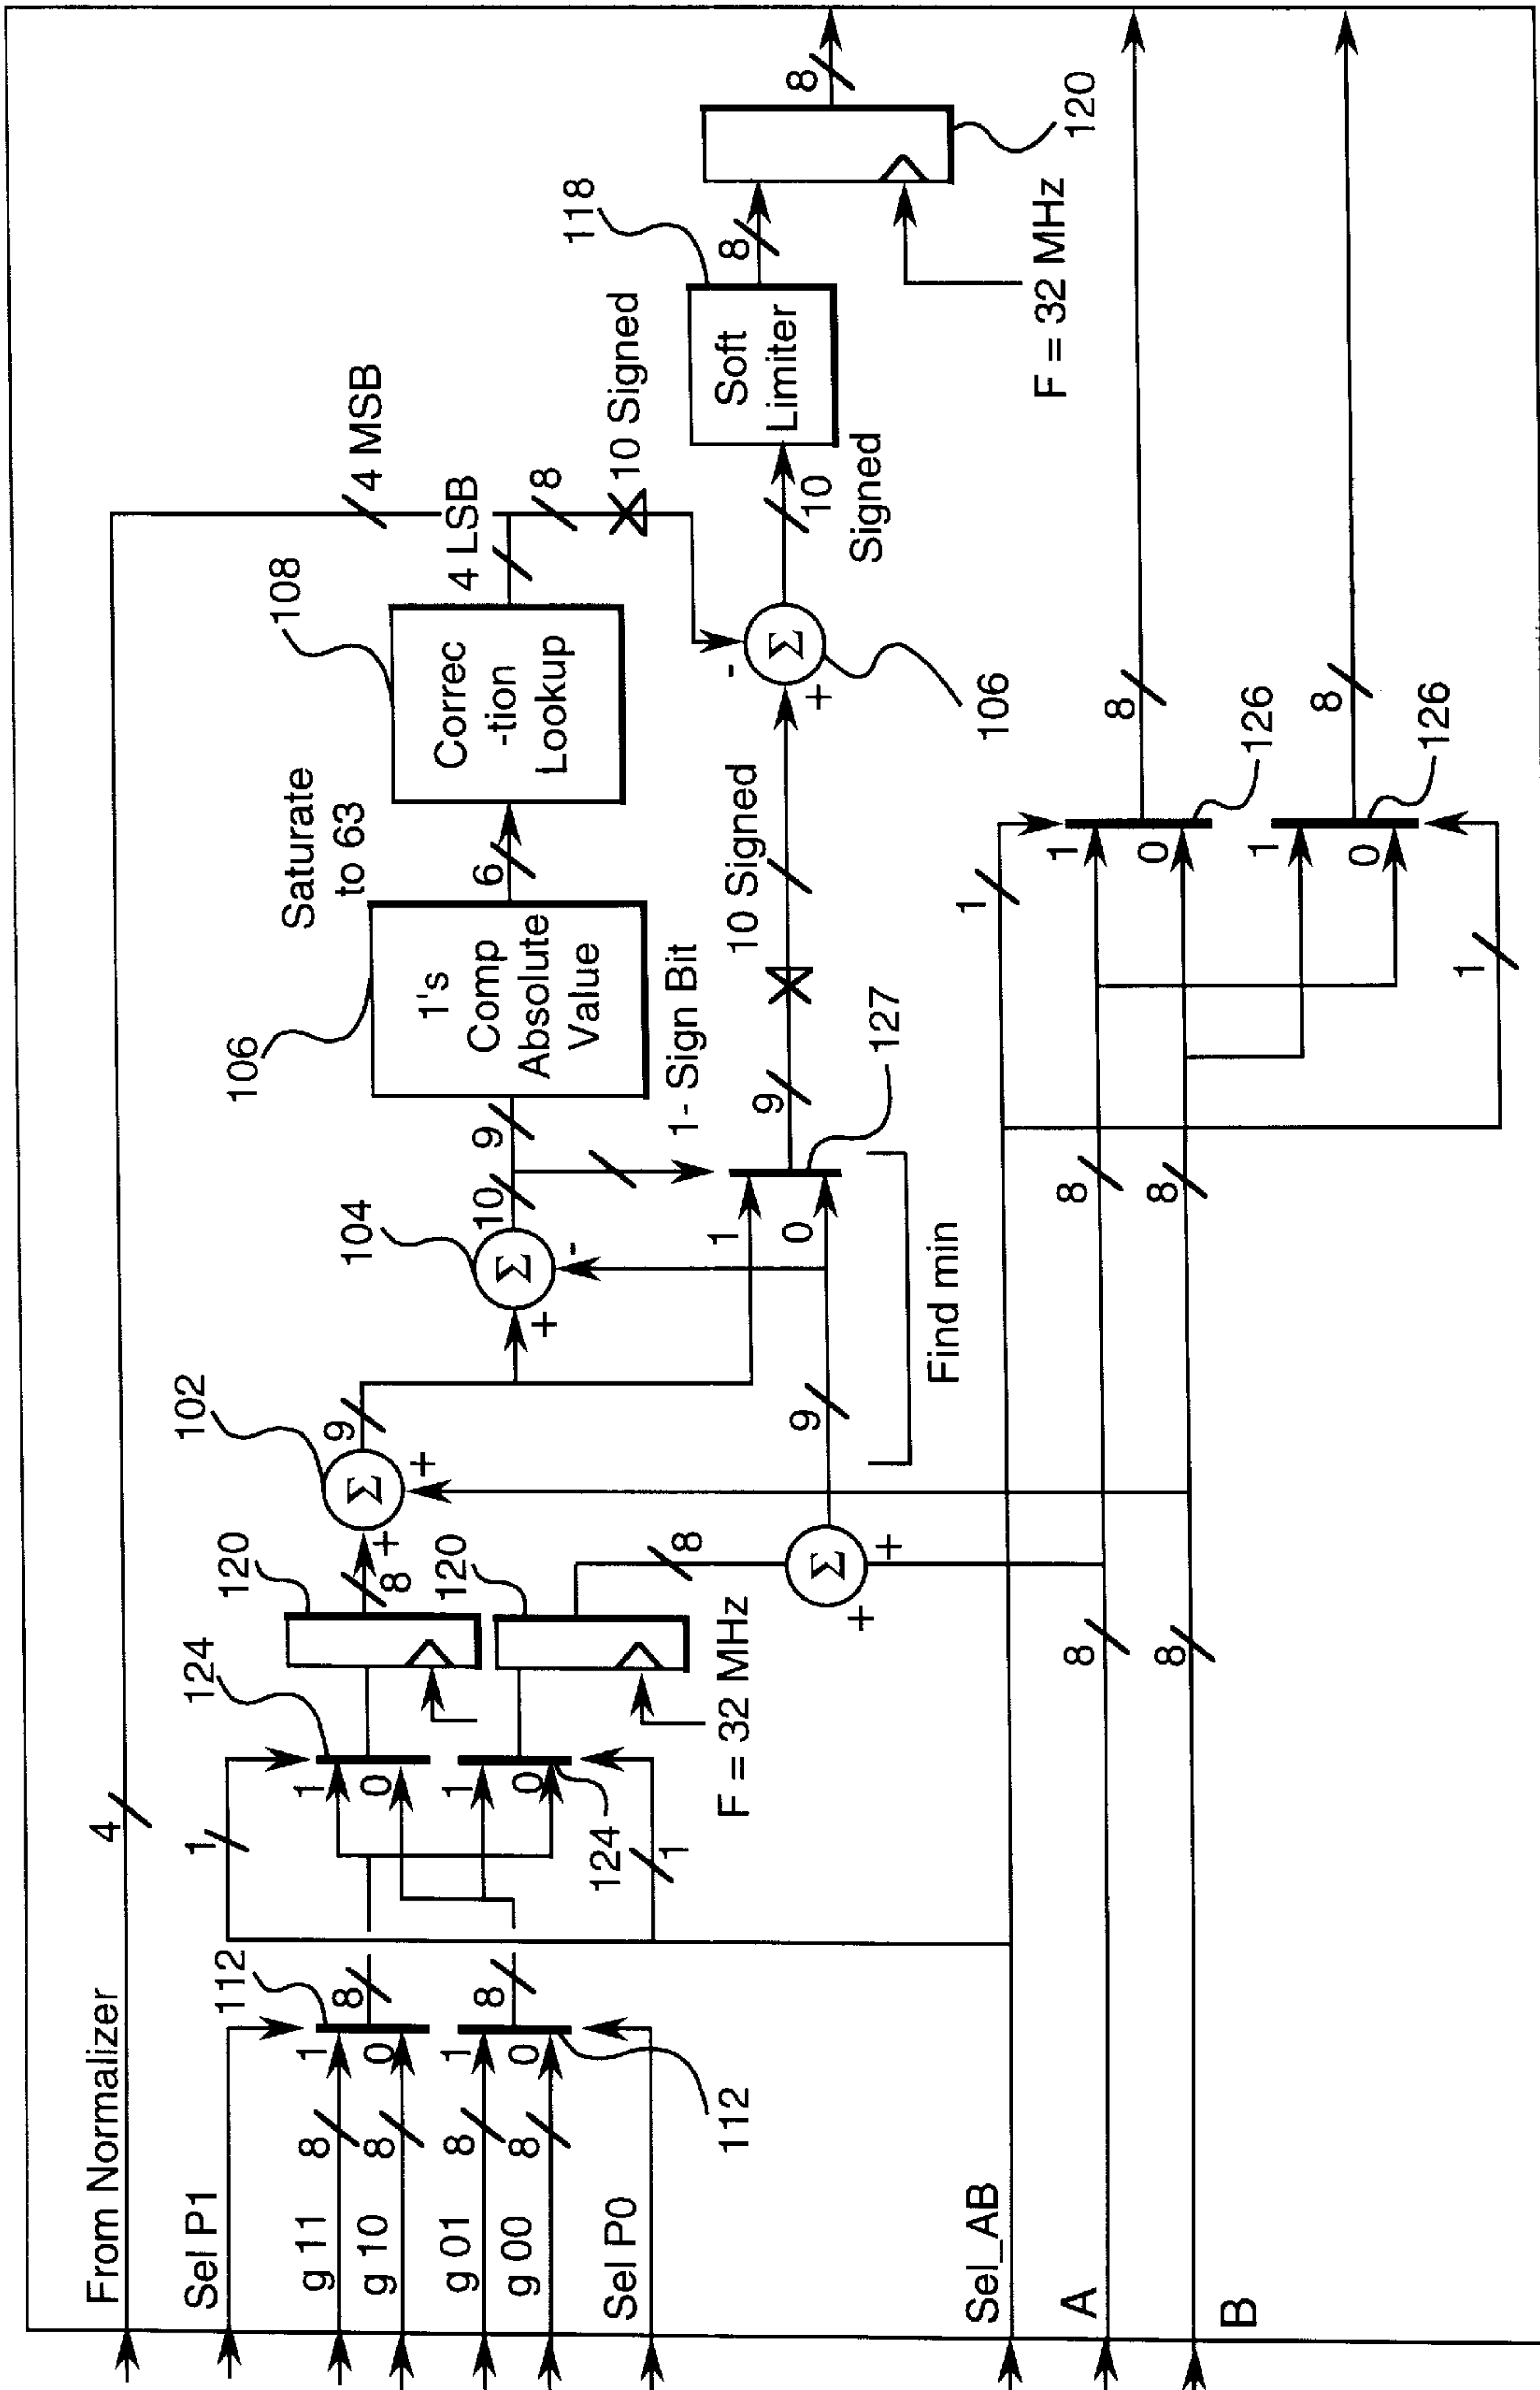 From Normalizer
4
4 MSB
Sel P1
g 11
8
g 10
8
g 01
8
g 00
8
Sel P0
112
1
0
8
1
0
8
112
1
124
1
0
1
0
124
1
120
8
+
120
8
F = 32 MHz
102
Σ
+
9
Σ
+
+
9
Find min
104
Σ
+
-
10
9
1- Sign Bit
1
0
127
9
10 Signed
106
1's
Comp
Absolute
Value
Saturate
to 63
6
108
Correc
-tion
Lookup
4 LSB
8
10 Signed
Σ
-
+
106
10
Signed
118
Soft
Limiter
8
120
F = 32 MHz
8
Sel_AB
A
8
8
B
8
8
1
1
0
126
8
1
0
126
8
1